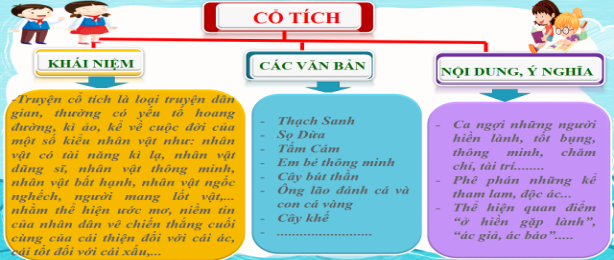 CỔ TÍCH
KHÁI NIỆM
-Truyện cổ tích là loại truyện dân
gian, thường có yếu tố hoang
đường, kì ảo, kể về cuộc đời của
một số kiểu nhân vật như: nhân
vật có tài năng kì lạ, nhân vật
dũng sĩ, nhân vật thông minh,
nhân vật bất hạnh, nhân vật ngốc
nghếch, người mang lốt vật,...
nhằm thể hiện ước mơ, niềm tin
của nhân dân về chiến thắng cuối
cùng của cái thiện đối với cái ác,
cái tốt đối với cái xấu,...
CÁC VĂN BẢN
- Thạch Sanh
- Sọ Dừa
- Tấm Cám
- Em bé thông minh
- Cây bút thần
- Ông lão đánh cá và
con cá vàng
- Cây khế
- ........................
NỘI DUNG, Ý NGHĨA
- Ca ngợi những người
hiền lành, tốt bụng,
thông minh, chăm
chỉ, tài trí........
- Phê phán những kẻ
tham lam, độc ác...
- Thể hiện quan điểm
“ở hiền gặp lành”,
“ác giả, ác báo”.....